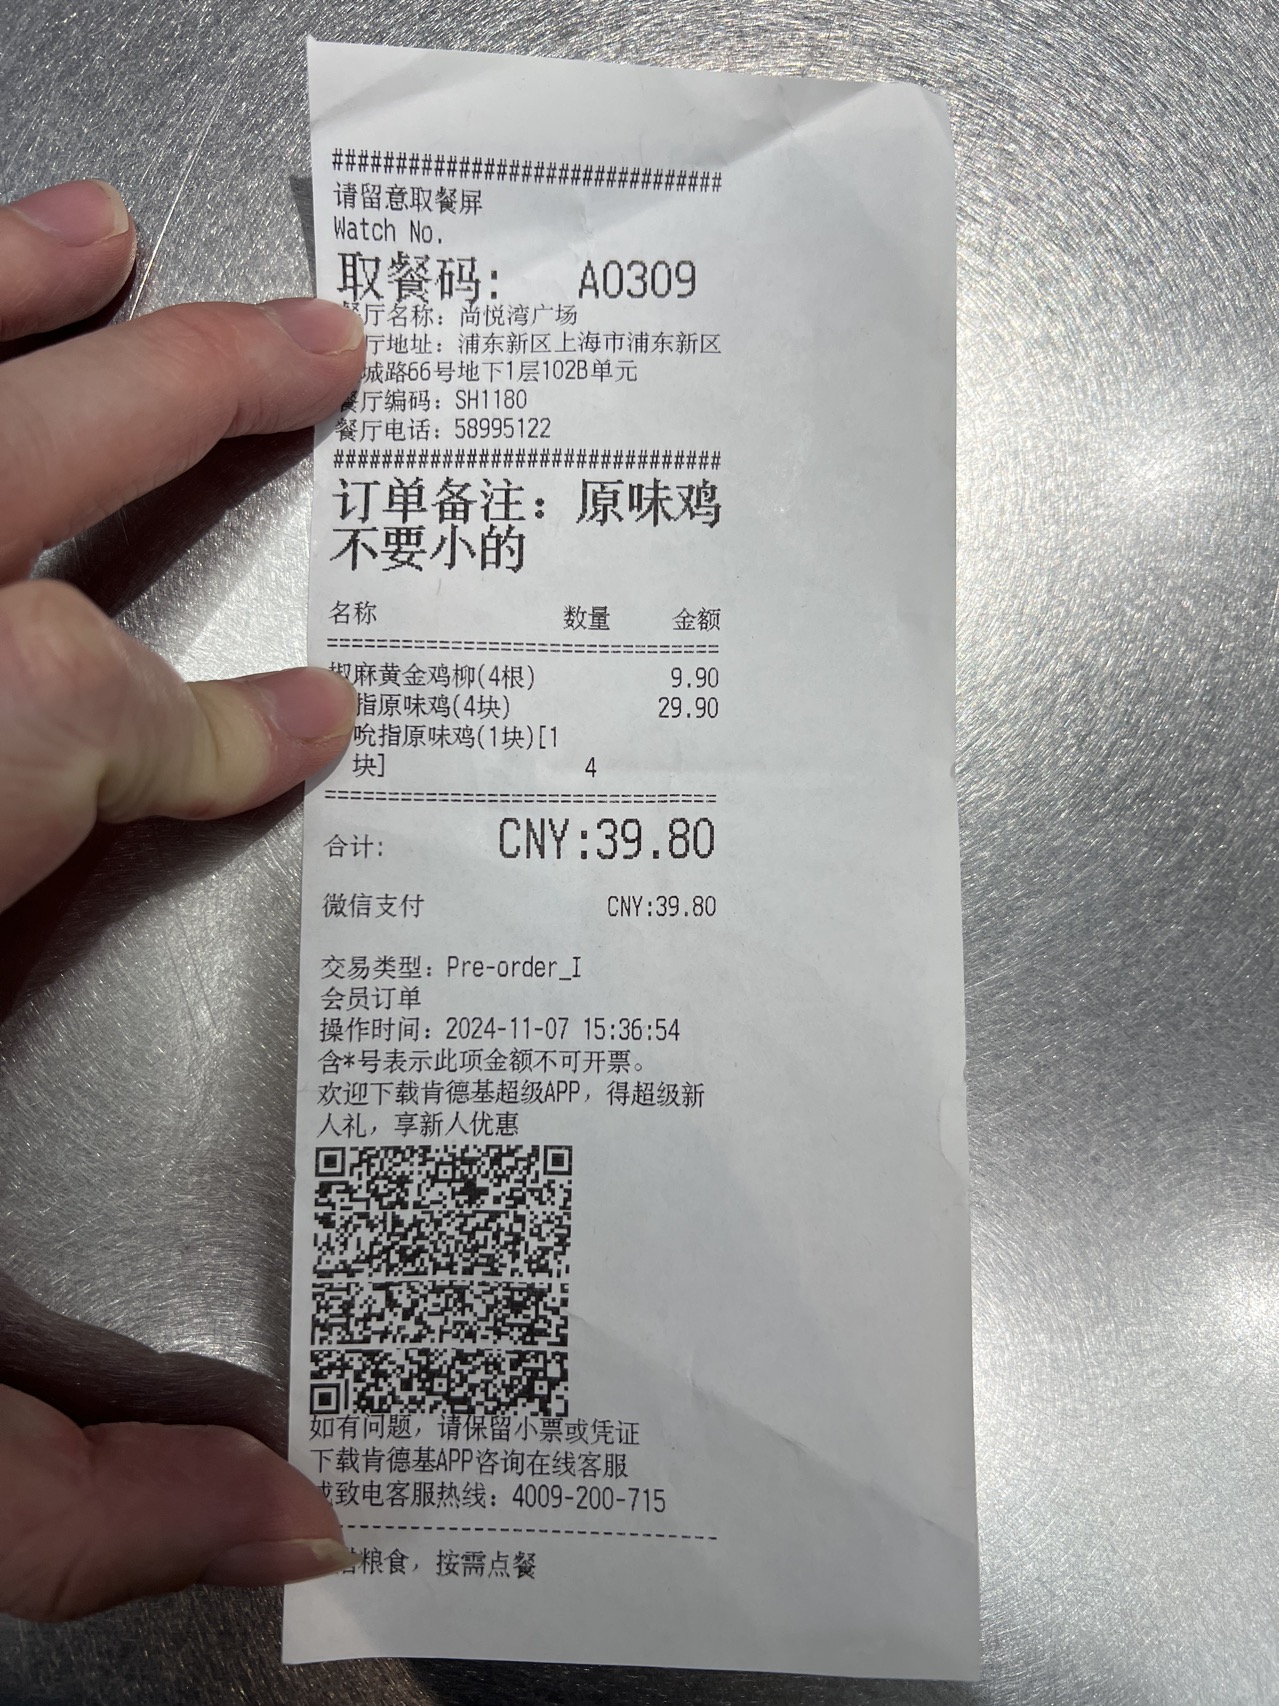 ################################
请留意取餐屏
Watch No.
取餐码: A0309
餐厅名称: 尚悦湾广场
厅地址: 浦东新区上海市浦东新区
城路66号地下1层102B单元
餐厅编码: SH1180
餐厅电话: 58995122
################################
订单备注: 原味鸡
不要小的
名称 数量 金额
================================
椒麻黄金鸡柳(4根) 9.90
指原味鸡(4块) 29.90
吮指原味鸡(1块)[1
块] 4
================================
合计: CNY:39.80
微信支付 CNY:39.80
交易类型: Pre-order_I
会员订单
操作时间: 2024-11-07 15:36:54
含*号表示此项金额不可开票。
欢迎下载肯德基超级APP, 得超级新
人礼, 享新人优惠
如有问题, 请保留小票或凭证
下载肯德基APP咨询在线客服
或致电客服热线: 4009-200-715
--------------------------------
粮食, 按需点餐